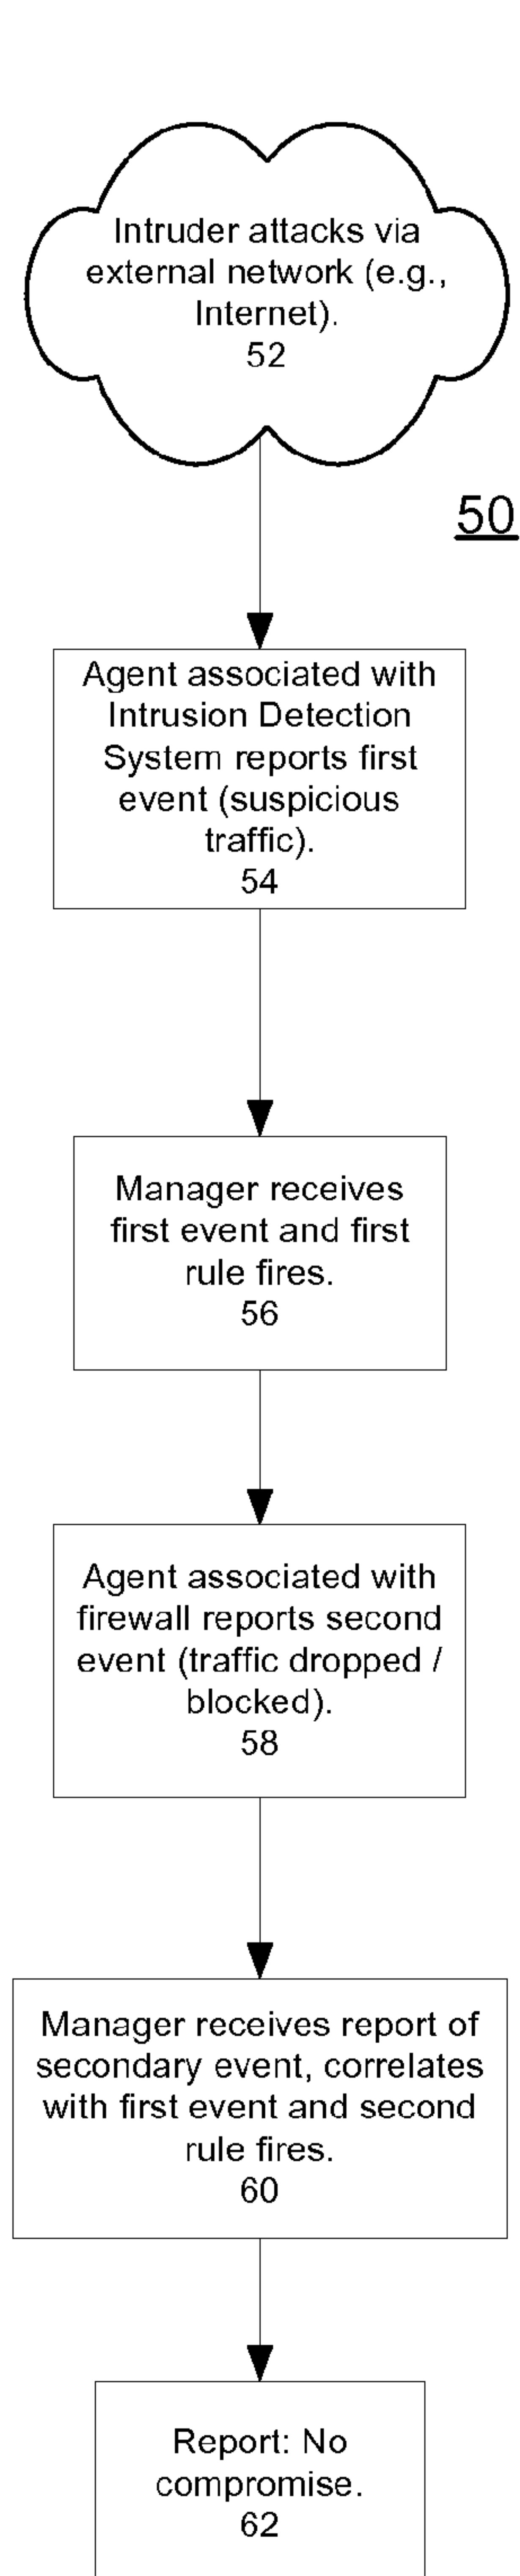 Intruder attacks via
external network (e.g.,
Internet).
52
50
Agent associated with
Intrusion Detection
System reports first
event (suspicious
traffic).
54
Manager receives
first event and first
rule fires.
56
Agent associated with
firewall reports second
event (traffic dropped /
blocked).
58
Manager receives report of
secondary event, correlates
with first event and second
rule fires.
60
Report: No
compromise.
62